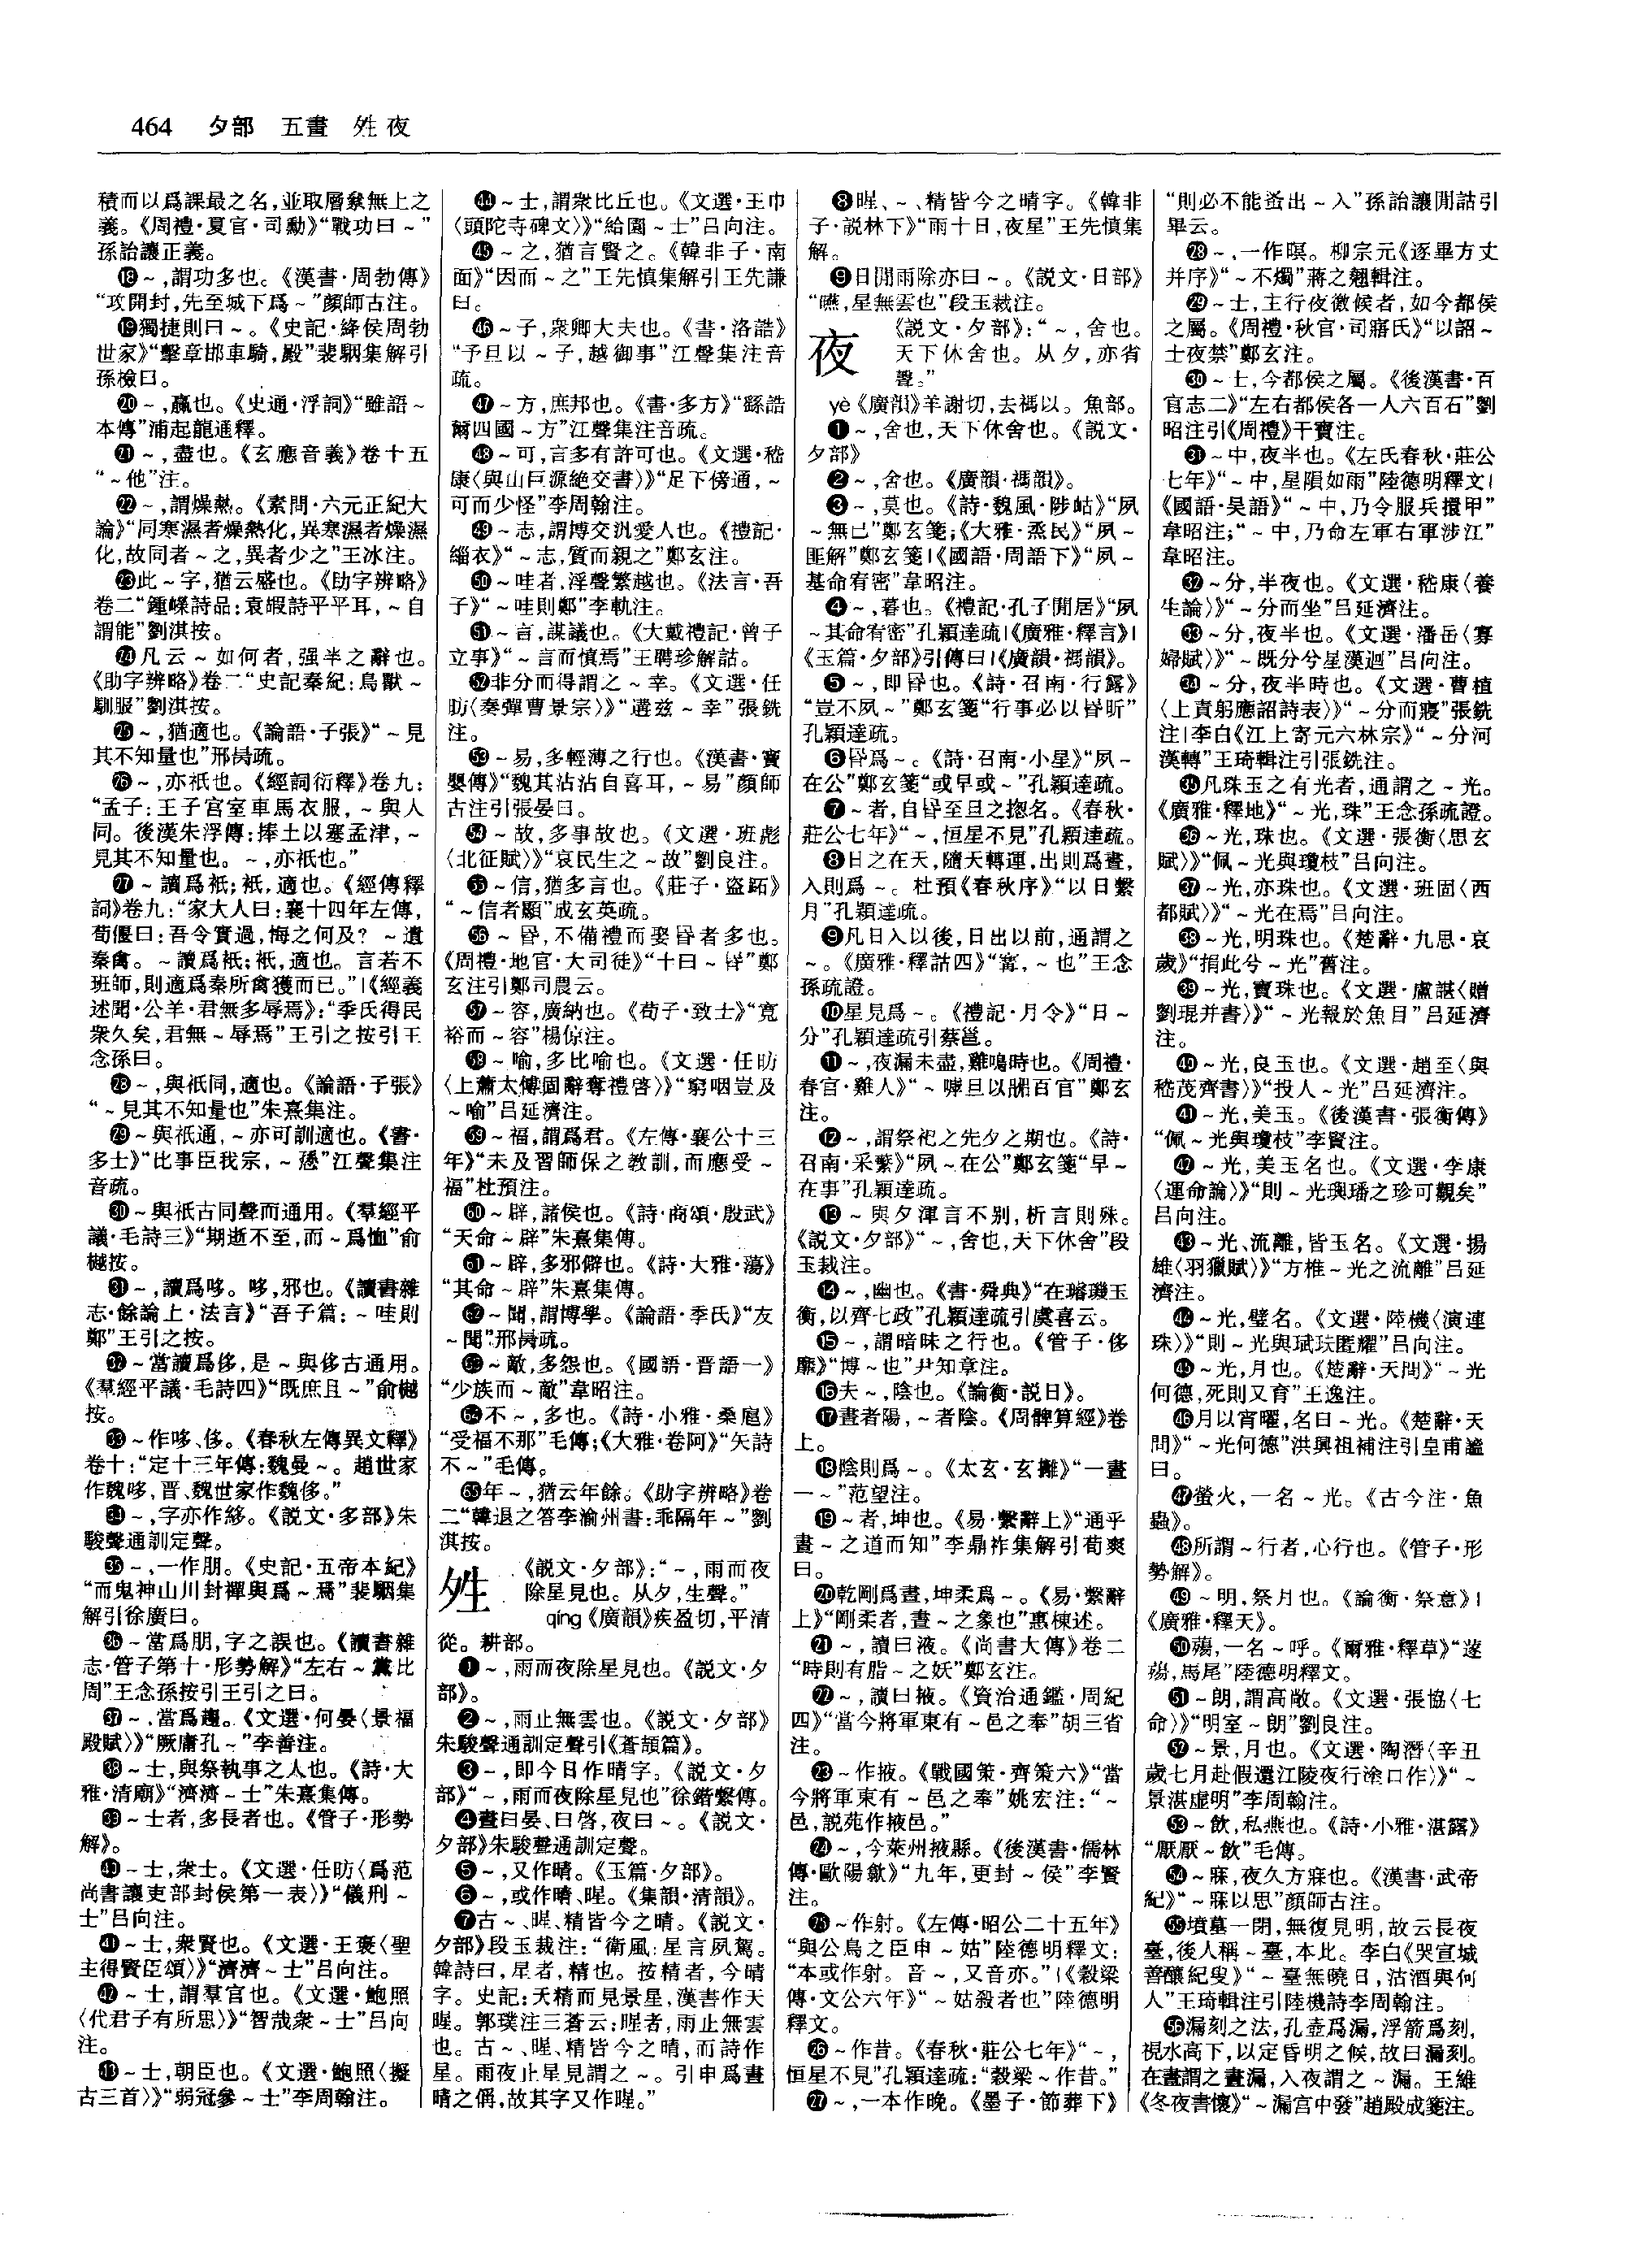 464 夕部 五畫 夝夜
積而以爲課最之名,並取層絫無上之
義。《周禮·夏官·司勳》“戰功曰~”
孫詒讓正義。
⓲~,謂功多也。《漢書·周勃傳》
“攻開封,先至城下爲~”顏師古注。
⓳獨捷則曰~。《史記·絳侯周勃
世家》“擊章邯車騎,殿”裴駰集解引
孫檢曰。
⓴~,贏也。《史通·浮詞》“雖語~
本傳”浦起龍通釋。
㉑~,盡也。《玄應音義》卷十五
“~他”注。
㉒~,謂燥熱。《素問·六元正紀大
論》“同寒濕者燥熱化,異寒濕者燥濕
化,故同者~之,異者少之”王冰注。
㉓此~字,猶云盛也。《助字辨略》
卷二“鍾嶸詩品:袁嘏詩平平耳,~自
謂能”劉淇按。
㉔凡云~如何者,强半之辭也。
《助字辨略》卷二“史記秦紀:鳥獸~
馴服”劉淇按。
㉕~,猶適也。《論語·子張》“~見
其不知量也”邢昺疏。
㉖~,亦祇也。《經詞衍釋》卷九:
“孟子:王子宮室車馬衣服,~與人
同。後漢朱浮傳:捧土以塞孟津,~
見其不知量也。~,亦祇也。”
㉗~讀爲祇;祇,適也。《經傳釋
詞》卷九:“家大人曰:襄十四年左傳,
荀偃曰:吾令實過,悔之何及?~遺
秦禽。~讀爲祇;祇,適也。言若不
班師,則適爲秦所禽獲而已。”|《經義
述聞·公羊·君無多辱焉》:“季氏得民
衆久矣,君無~辱焉”王引之按引王
念孫曰。
㉘~,與祇同,適也。《論語·子張》
“~見其不知量也”朱熹集注。
㉙~與祇通,~亦可訓適也。《書·
多士》“比事臣我宗,~遜”江聲集注
音疏。
㉚~與祇古同聲而通用。《羣經平
議·毛詩三》“期逝不至,而~爲恤”俞
樾按。
㉛~,讀爲哆。哆,邪也。《讀書雜
志·餘論上·法言》“吾子篇:~哇則
鄭”王引之按。
㉜~當讀爲侈,是~與侈古通用。
《羣經平議·毛詩四》“既庶且~”俞樾
按。
㉝~作哆、侈。《春秋左傳異文釋》
卷十:“定十三年傳:魏曼~。趙世家
作魏哆,晋、魏世家作魏侈。”
㉞~,字亦作㚋。《説文·多部》朱
駿聲通訓定聲。
㉟~,一作朋。《史記·五帝本紀》
“而鬼神山川封禪與爲~焉”裴駰集
解引徐廣曰。
㊱~當爲朋,字之誤也。《讀書雜
志·管子第十·形勢解》“左右~黨比
周”王念孫按引王引之曰。
㊲~,當爲趨。《文選·何晏〈景福
殿賦〉》“厥庸孔~”李善注。
㊳~士,與祭執事之人也。《詩·大
雅·清廟》“濟濟~士”朱熹集傳。
㊴~士者,多長者也。《管子·形勢
解》。
㊵~士,衆士。《文選·任昉〈爲范
尚書讓吏部封侯第一表〉》“儀刑~
士”吕向注。
㊶~士,衆賢也。《文選·王褒〈聖
主得賢臣頌〉》“濟濟~士”吕向注。
㊷~士,謂羣官也。《文選·鮑照
〈代君子有所思〉》“智哉衆~士”吕向
注。
㊸~士,朝臣也。《文選·鮑照〈擬
古三首〉》“弱冠參~士”李周翰注。
㊹~士,謂衆比丘也。《文選·王巾
〈頭陀寺碑文〉》“給園~士”吕向注。
㊺~之,猶言賢之。《韓非子·南
面》“因而~之”王先慎集解引王先謙
曰。
㊻~子,衆卿大夫也。《書·洛誥》
“予旦以~子,越御事”江聲集注音
疏。
㊼~方,庶邦也。《書·多方》“繇誥
爾四國~方”江聲集注音疏。
㊽~可,言多有許可也。《文選·嵇
康〈與山巨源絶交書〉》“足下傍通,~
可而少怪”李周翰注。
㊾~志,謂博交汎愛人也。《禮記·
緇衣》“~志,質而親之”鄭玄注。
㊿~哇者,淫聲繁越也。《法言·吾
子》“~哇則鄭”李軌注。
51~言,謀議也。《大戴禮記·曾子
立事》“~言而慎焉”王聘珍解詁。
52非分而得謂之~幸。《文選·任
昉〈奏彈曹景宗〉》“遘兹~幸”張銑
注。
53~易,多輕薄之行也。《漢書·竇
嬰傳》“魏其沾沾自喜耳,~易”顏師
古注引張晏曰。
54~故,多事故也。《文選·班彪
〈北征賦〉》“哀民生之~故”劉良注。
55~信,猶多言也。《莊子·盗跖》
“~信者顯”成玄英疏。
56~昏,不備禮而娶昏者多也。
《周禮·地官·大司徒》“十曰~昏”鄭
玄注引鄭司農云。
57~容,廣納也。《荀子·致士》“寬
裕而~容”楊倞注。
58~喻,多比喻也。《文選·任昉
〈上蕭太傅固辭奪禮啓〉》“窮咽豈及
~喻”吕延濟注。
59~福,謂爲君。《左傳·襄公十三
年》“未及習師保之教訓,而應受~
福”杜預注。
60~辟,諸侯也。《詩·商頌·殷武》
“天命~辟”朱熹集傳。
61~辟,多邪僻也。《詩·大雅·蕩》
“其命~辟”朱熹集傳。
62~聞,謂博學。《論語·季氏》“友
~聞”邢昺疏。
63~敵,多怨也。《國語·晋語一》
“少族而~敵”韋昭注。
64不~,多也。《詩·小雅·桑扈》
“受福不那”毛傳;《大雅·卷阿》“矢詩
不~”毛傳。
65年~,猶云年餘。《助字辨略》卷
二“韓退之答李渝州書:乖隔年~”劉
淇按。
夝 《説文·夕部》:“~,雨而夜
除星見也。从夕,生聲。”
qíng《廣韻》疾盈切,平清
從。耕部。
❶~,雨而夜除星見也。《説文·夕
部》。
❷~,雨止無雲也。《説文·夕部》
朱駿聲通訓定聲引《蒼頡篇》。
❸~,即今日作晴字。《説文·夕
部》“~,雨而夜除星見也”徐鍇繫傳。
❹晝曰晏、曰啓,夜曰~。《説文·
夕部》朱駿聲通訓定聲。
❺~,又作晴。《玉篇·夕部》。
❻~,或作晴、暒。《集韻·清韻》。
❼古~、暒、精皆今之晴。《説文·
夕部》段玉裁注:“衛風:星言夙駕。
韓詩曰,星者,精也。按精者,今晴
字。史記:天精而見景星,漢書作天
暒。郭璞注三蒼云:暒者,雨止無雲
也。古~、暒、精皆今之晴,而詩作
星。雨夜止星見謂之~。引申爲晝
晴之偁,故其字又作暒。”
❽暒、~、精皆今之晴字。《韓非
子·説林下》“雨十日,夜星”王先慎集
解。
❾日閒雨除亦曰~。《説文·日部》
“㬫,星無雲也”段玉裁注。
夜 《説文·夕部》:“~,舍也。
天下休舍也。从夕,亦省
聲。”
yè《廣韻》羊謝切,去禡以。魚部。
❶~,舍也,天下休舍也。《説文·
夕部》
❷~,舍也。《廣韻·禡韻》。
❸~,莫也。《詩·魏風·陟岵》“夙
~無已”鄭玄箋;《大雅·烝民》“夙~
匪解”鄭玄箋|《國語·周語下》“夙~
基命宥密”韋昭注。
❹~,暮也。《禮記·孔子閒居》“夙
~其命宥密”孔穎達疏|《廣雅·釋言》|
《玉篇·夕部》引傳曰|《廣韻·禡韻》。
❺~,即昏也。《詩·召南·行露》
“豈不夙~”鄭玄箋“行事必以昏昕”
孔穎達疏。
❻昏爲~。《詩·召南·小星》“夙~
在公”鄭玄箋“或早或~”孔穎達疏。
❼~者,自昏至旦之揔名。《春秋·
莊公七年》“~,恒星不見”孔穎達疏。
❽日之在天,隨天轉運,出則爲晝,
入則爲~。杜預《春秋序》“以日繫
月”孔穎達疏。
❾凡日入以後,日出以前,通謂之
~。《廣雅·釋詁四》“㝛,~也”王念
孫疏證。
❿星見爲~。《禮記·月令》“日~
分”孔穎達疏引蔡邕。
⓫~,夜漏未盡,雞鳴時也。《周禮·
春官·雞人》“~嘑旦以嘂百官”鄭玄
注。
⓬~,謂祭祀之先夕之期也。《詩·
召南·采蘩》“夙~在公”鄭玄箋“早~
在事”孔穎達疏。
⓭~與夕渾言不别,析言則殊。
《説文·夕部》“~,舍也,天下休舍”段
玉裁注。
⓮~,幽也。《書·舜典》“在璿璣玉
衡,以齊七政”孔穎達疏引虞喜云。
⓯~,謂暗昧之行也。《管子·侈
靡》“博~也”尹知章注。
⓰夫~,陰也。《論衡·説日》。
⓱晝者陽,~者陰。《周髀算經》卷
上。
⓲陰則爲~。《太玄·玄攡》“一晝
一~”范望注。
⓳~者,坤也。《易·繫辭上》“通乎
晝~之道而知”李鼎祚集解引荀爽
曰。
⓴乾剛爲晝,坤柔爲~。《易·繫辭
上》“剛柔者,晝~之象也”惠棟述。
㉑~,讀曰液。《尚書大傳》卷二
“時則有脂~之妖”鄭玄注。
㉒~,讀曰掖。《資治通鑑·周紀
四》“當今將軍東有~邑之奉”胡三省
注。
㉓~作掖。《戰國策·齊策六》“當
今將軍東有~邑之奉”姚宏注:“~
邑,説苑作掖邑。”
㉔~,今萊州掖縣。《後漢書·儒林
傳·歐陽歙》“九年,更封~侯”李賢
注。
㉕~作射。《左傳·昭公二十五年》
“與公鳥之臣申~姑”陸德明釋文:
“本或作射。音~,又音亦。”|《穀梁
傳·文公六年》“~姑殺者也”陸德明
釋文。
㉖~作昔。《春秋·莊公七年》“~,
恒星不見”孔穎達疏:“穀梁~作昔。”
㉗~,一本作晚。《墨子·節葬下》
“則必不能蚤出~入”孫詒讓閒詁引
畢云。
㉘~,一作暝。柳宗元《逐畢方文
并序》“~不燭”蔣之翹輯注。
㉙~士,主行夜徼候者,如今都侯
之屬。《周禮·秋官·司寤氏》“以詔~
士夜禁”鄭玄注。
㉚~士,今都侯之屬。《後漢書·百
官志二》“左右都侯各一人六百石”劉
昭注引《周禮》干寶注。
㉛~中,夜半也。《左氏春秋·莊公
七年》“~中,星隕如雨”陸德明釋文|
《國語·吴語》“~中,乃令服兵擐甲”
韋昭注;“~中,乃命左軍右軍涉江”
韋昭注。
㉜~分,半夜也。《文選·嵇康〈養
生論〉》“~分而坐”吕延濟注。
㉝~分,夜半也。《文選·潘岳〈寡
婦賦〉》“~既分兮星漢迴”吕向注。
㉞~分,夜半時也。《文選·曹植
〈上責躬應詔詩表〉》“~分而寢”張銑
注|李白《江上寄元六林宗》“~分河
漢轉”王琦輯注引張銑注。
㉟凡珠玉之有光者,通謂之~光。
《廣雅·釋地》“~光,珠”王念孫疏證。
㊱~光,珠也。《文選·張衡〈思玄
賦〉》“佩~光與瓊枝”吕向注。
㊲~光,亦珠也。《文選·班固〈西
都賦〉》“~光在焉”吕向注。
㊳~光,明珠也。《楚辭·九思·哀
歲》“捐此兮~光”舊注。
㊴~光,寶珠也。《文選·盧諶〈贈
劉琨并書〉》“~光報於魚目”吕延濟
注。
㊵~光,良玉也。《文選·趙至〈與
嵇茂齊書〉》“投人~光”吕延濟注。
㊶~光,美玉。《後漢書·張衡傳》
“佩~光與瓊枝”李賢注。
㊷~光,美玉名也。《文選·李康
〈運命論〉》“則~光璵璠之珍可觀矣”
吕向注。
㊸~光、流離,皆玉名。《文選·揚
雄〈羽獵賦〉》“方椎~光之流離”吕延
濟注。
㊹~光,璧名。《文選·陸機〈演連
珠〉》“則~光與珷玞匿耀”吕向注。
㊺~光,月也。《楚辭·天問》“~光
何德,死則又育”王逸注。
㊻月以宵曜,名曰~光。《楚辭·天
問》“~光何德”洪興祖補注引皇甫謐
曰。
㊼螢火,一名~光。《古今注·魚
蟲》。
㊽所謂~行者,心行也。《管子·形
勢解》。
㊾~明,祭月也。《論衡·祭意》|
《廣雅·釋天》。
㊿蕩,一名~呼。《爾雅·釋草》“蓫
蕩,馬尾”陸德明釋文。
51~朗,謂高敞。《文選·張協〈七
命〉》“明室~朗”劉良注。
52~景,月也。《文選·陶潛〈辛丑
歲七月赴假還江陵夜行塗口作〉》“~
景湛虚明”李周翰注。
53~飲,私燕也。《詩·小雅·湛露》
“厭厭~飲”毛傳。
54~寐,夜久方寐也。《漢書·武帝
紀》“~寐以思”顏師古注。
55墳墓一閉,無復見明,故云長夜
臺,後人稱~臺,本此。李白《哭宣城
善釀紀叟》“~臺無曉日,沽酒與何
人”王琦輯注引陸機詩李周翰注。
56漏刻之法,孔壺爲漏,浮箭爲刻,
視水高下,以定昏明之候,故曰漏刻。
在晝謂之晝漏,入夜謂之~漏。王維
《冬夜書懷》“~漏宫中發”趙殿成箋注。